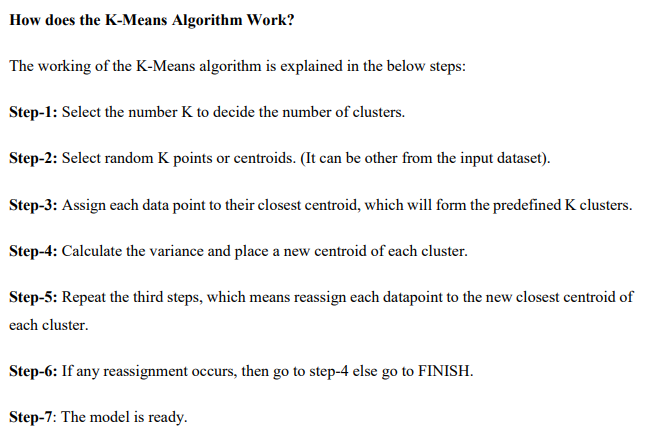 How does the K-Means Algorithm Work?
The working of the K-Means algorithm is explained in the below steps:
Step-1: Select the number K to decide the number of clusters.
Step-2: Select random K points or centroids. (It can be other from the input dataset).
Step-3: Assign each data point to their closest centroid, which will form the predefined K clusters.
Step-4: Calculate the variance and place a new centroid of each cluster.
Step-5: Repeat the third steps, which means reassign each datapoint to the new closest centroid of
each cluster.
Step-6: If any reassignment occurs, then go to step-4 else go to FINISH.
Step-7: The model is ready.